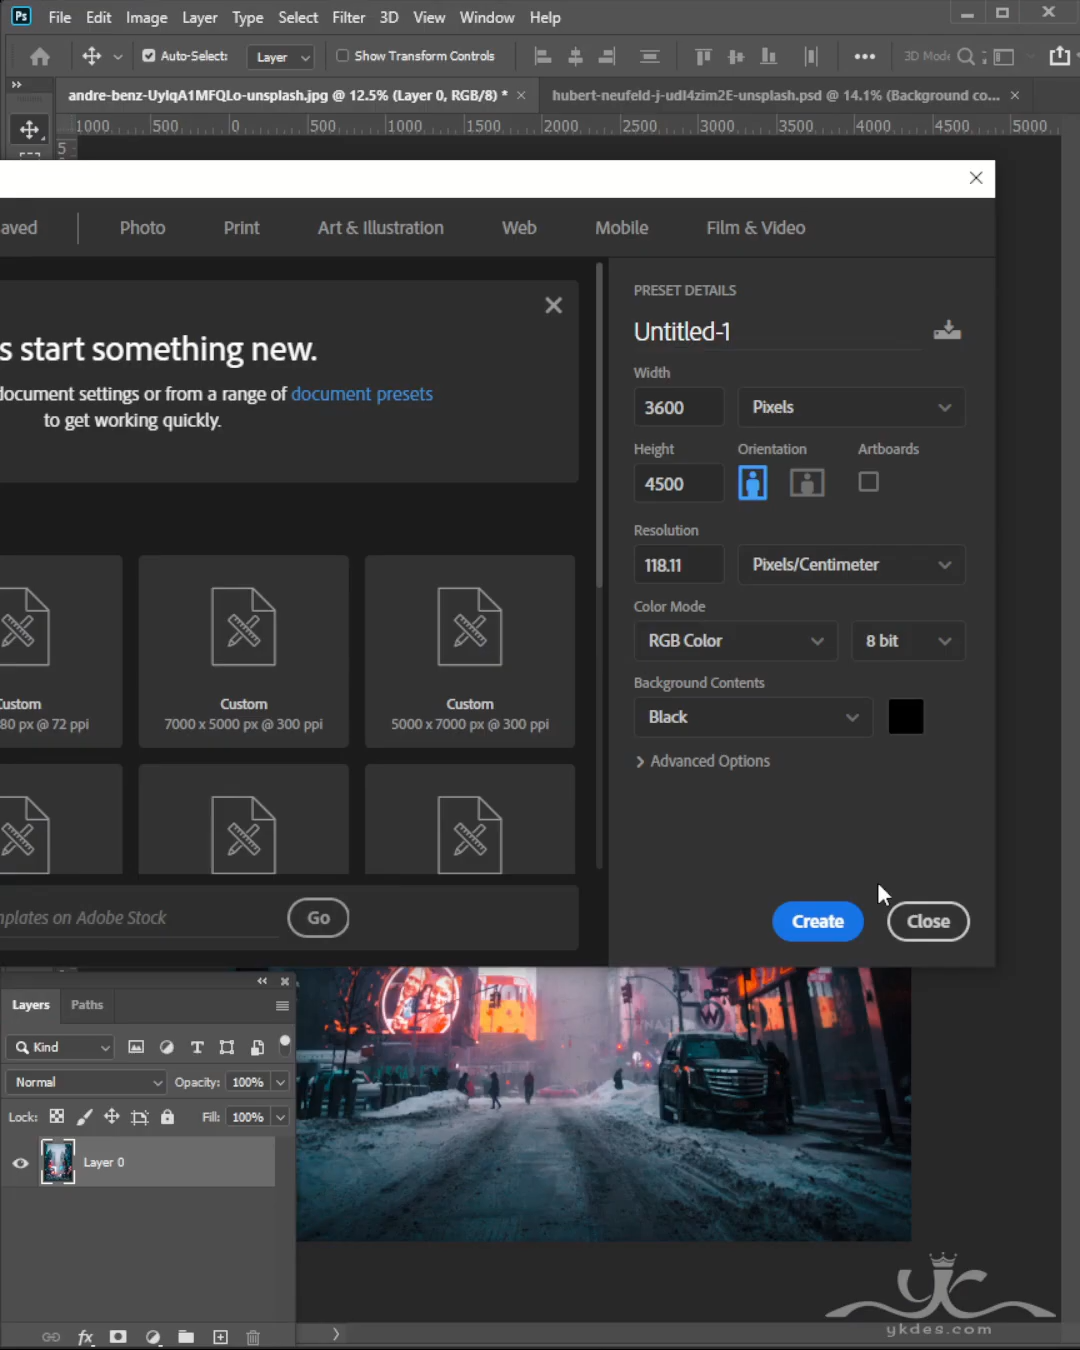 Ps File Edit Image Layer Type Select Filter 3D View Window Help
Auto-Select: Layer Show Transform Controls 3D Mode
andre-benz-UyIqA1MFQLo-unsplash.jpg @ 12.5% (Layer 0, RGB/8) * hubert-neufeld-j-udI4zim2E-unsplash.psd @ 14.1% (Background co...
1000 500 0 500 1000 1500 2000 2500 3000 3500 4000 4500 5000
5
aved Photo Print Art & Illustration Web Mobile Film & Video
s start something new.
document settings or from a range of document presets
to get working quickly.
PRESET DETAILS
Untitled-1
Width
3600 Pixels
Height Orientation Artboards
4500
Resolution
118.11 Pixels/Centimeter
Color Mode
RGB Color 8 bit
Background Contents
Black
Advanced Options
Custom Custom Custom
80 px @ 72 ppi 7000 x 5000 px @ 300 ppi 5000 x 7000 px @ 300 ppi
mplates on Adobe Stock Go
Create Close
Layers Paths
Kind
Normal Opacity: 100%
Lock: Fill: 100%
Layer 0
fx
yk
ykdes.com